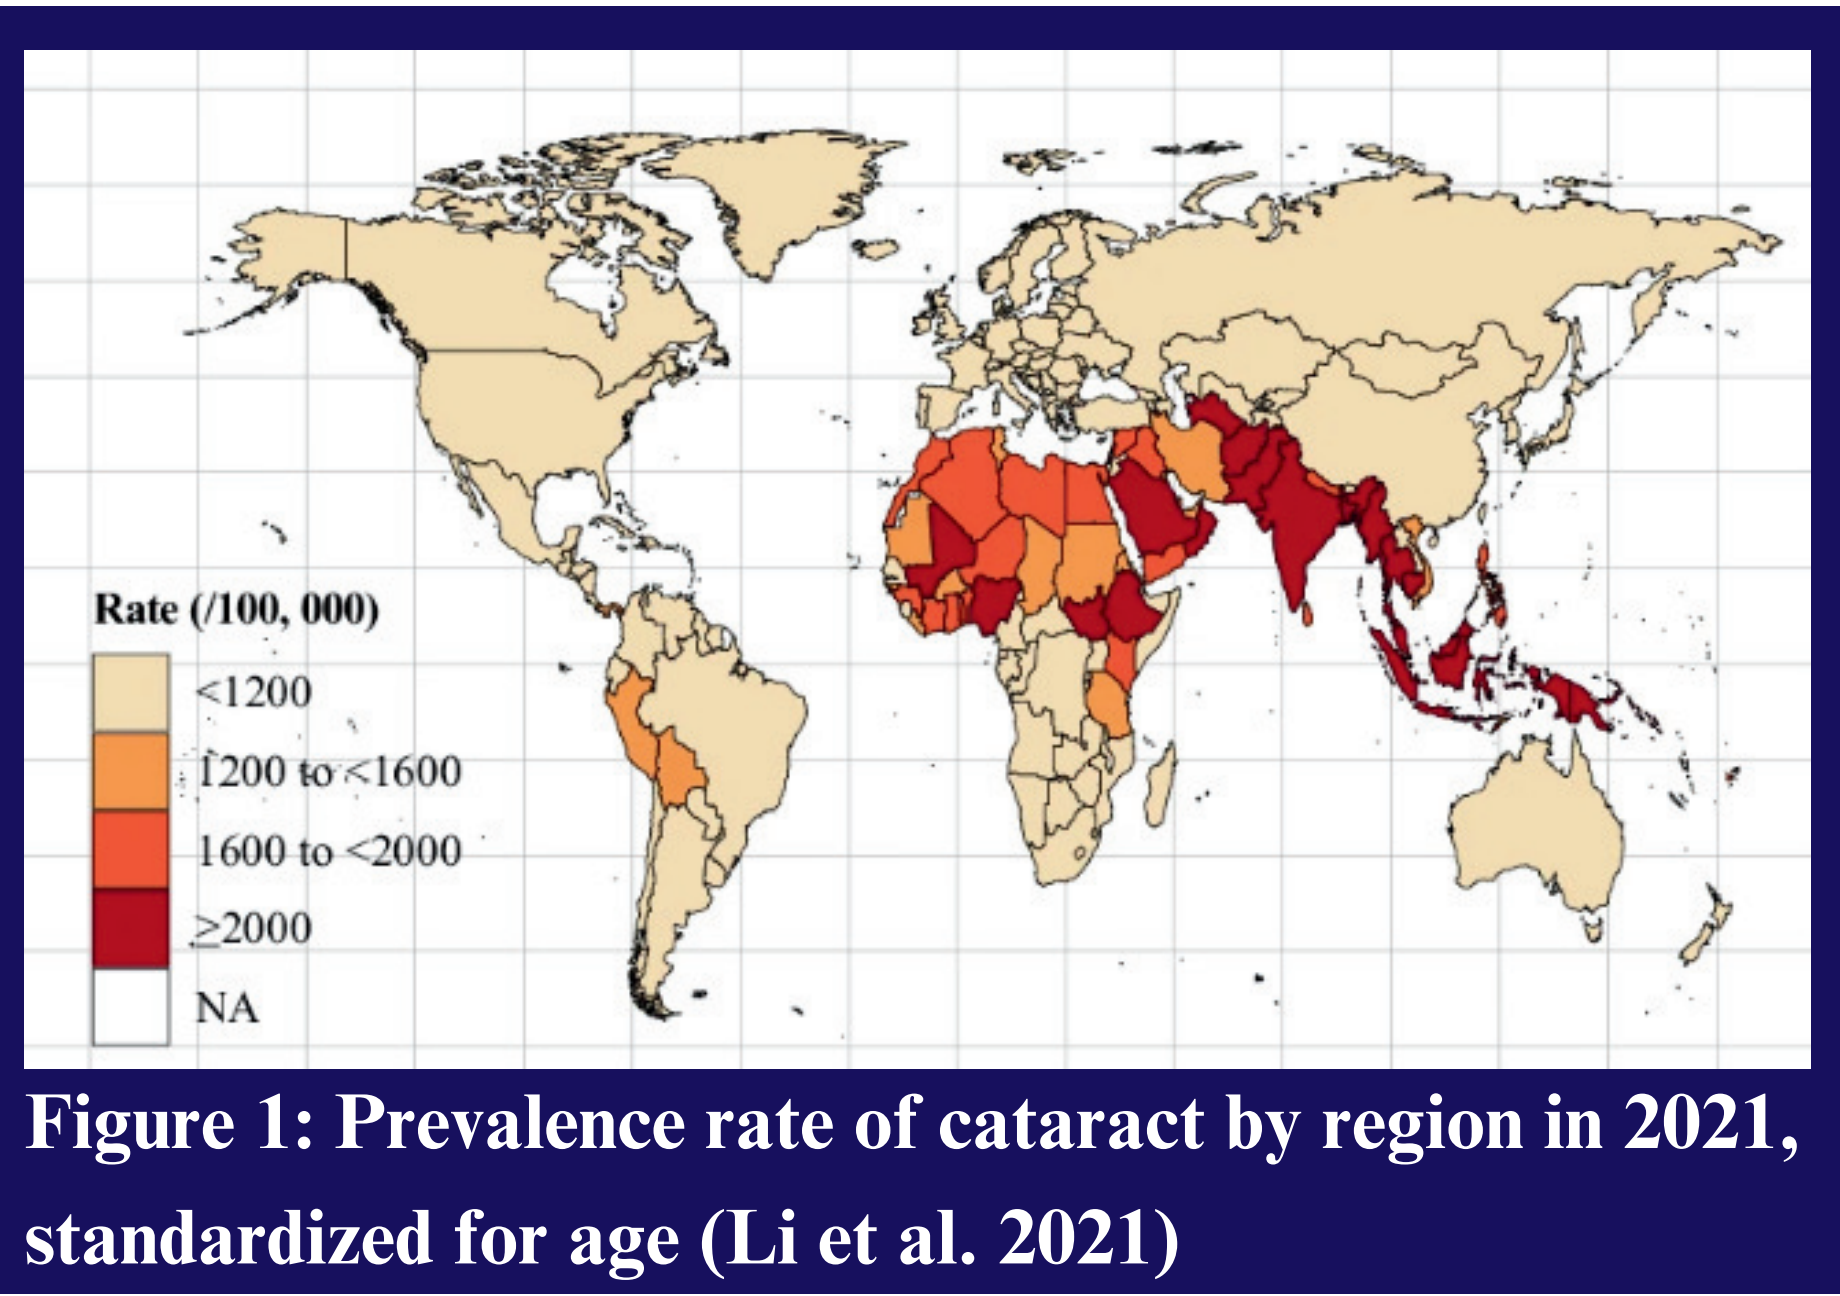 Rate (/100, 000)
<1200
1200 to <1600
1600 to <2000
≥2000
NA
Figure 1: Prevalence rate of cataract by region in 2021,
standardized for age (Li et al. 2021)